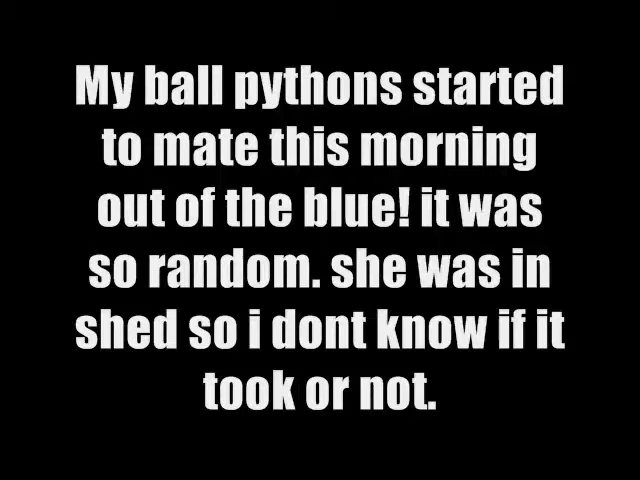 My ball pythons started
to mate this morning
out of the blue! it was
so random. she was in
shed so i dont know if it
took or not.